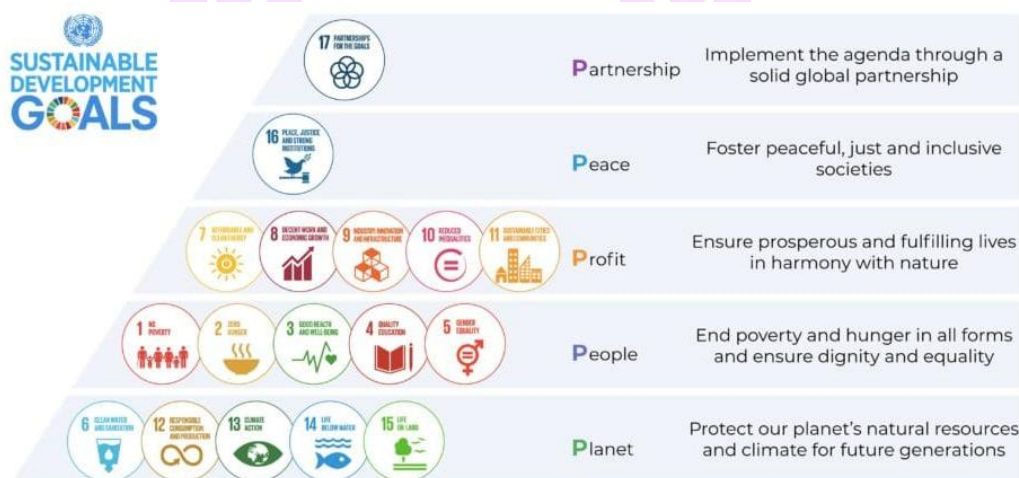 SUSTAINABLE
DEVELOPMENT
GOALS
17 PARTNERSHIPS
FOR THE GOALS
Partnership
Implement the agenda through a
solid global partnership
16 PEACE, JUSTICE
AND STRONG
INSTITUTIONS
Peace
Foster peaceful, just and inclusive
societies
7 AFFORDABLE AND
CLEAN ENERGY
8 DECENT WORK AND
ECONOMIC GROWTH
9 INDUSTRY, INNOVATION
AND INFRASTRUCTURE
10 REDUCED
INEQUALITIES
11 SUSTAINABLE CITIES
AND COMMUNITIES
Profit
Ensure prosperous and fulfilling lives
in harmony with nature
1 NO
POVERTY
2 ZERO
HUNGER
3 GOOD HEALTH
AND WELL-BEING
4 QUALITY
EDUCATION
5 GENDER
EQUALITY
People
End poverty and hunger in all forms
and ensure dignity and equality
6 CLEAN WATER
AND SANITATION
12 RESPONSIBLE
CONSUMPTION
AND PRODUCTION
13 CLIMATE
ACTION
14 LIFE
BELOW WATER
15 LIFE
ON LAND
Planet
Protect our planet's natural resources
and climate for future generations